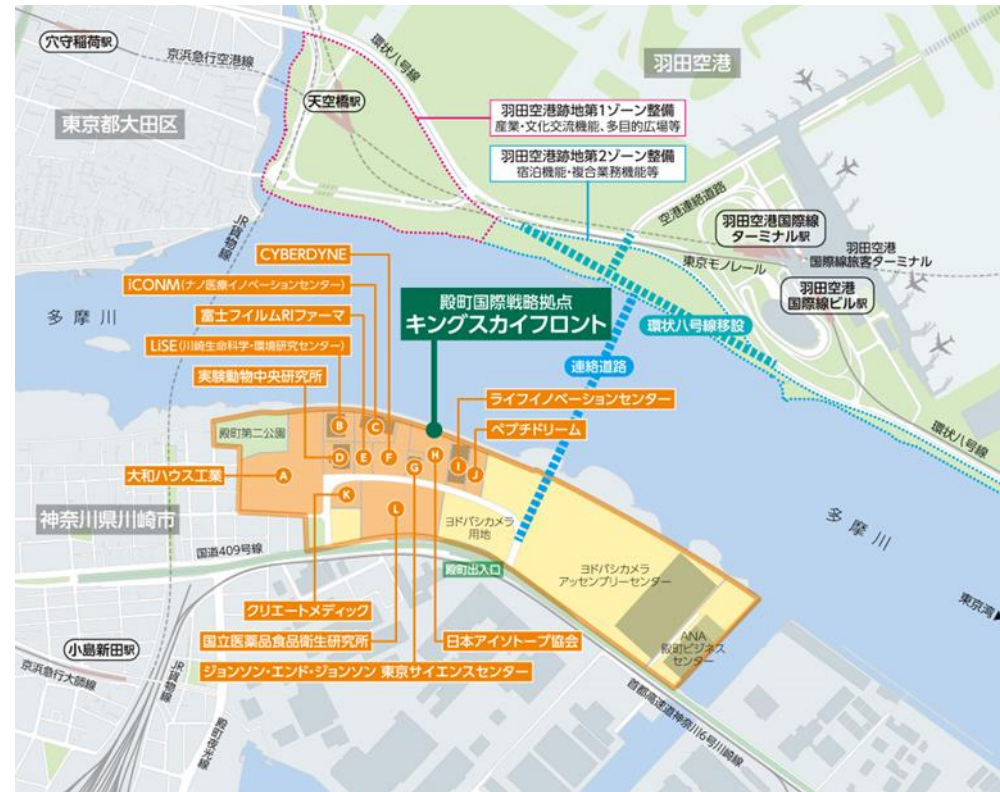 穴守稲荷駅
京浜急行空港線
環状八号線
羽田空港
天空橋駅
東京都大田区
羽田空港跡地第1ゾーン整備
産業・文化交流機能、多目的広場等
羽田空港跡地第2ゾーン整備
宿泊機能・複合業務機能等
空港連絡道路
JR貨物線
羽田空港国際線
ターミナル駅
羽田空港
国際線旅客ターミナル
東京モノレール
羽田空港
国際線ビル駅
CYBERDYNE
iCONM(ナノ医療イノベーションセンター)
殿町国際戦略拠点
キングスカイフロント
多摩川
富士フイルムRIファーマ
環状八号線移設
LiSE(川崎生命科学・環境研究センター)
連絡道路
実験動物中央研究所
ライフイノベーションセンター
ペプチドリーム
環状八号線
殿町第二公園
大和ハウス工業
A
B
C
D
E
F
G
H
I
J
K
L
神奈川県川崎市
ヨドバシカメラ
用地
多摩川
国道409号線
殿町出入口
ヨドバシカメラ
アッセンブリーセンター
東京湾
クリエートメディック
国立医薬品食品衛生研究所
日本アイソトープ協会
ANA
殿町ビジネス
センター
小島新田駅
ジョンソン・エンド・ジョンソン 東京サイエンスセンター
京浜急行大師線
JR貨物線
殿町夜光線
首都高速道神奈川6号川崎線